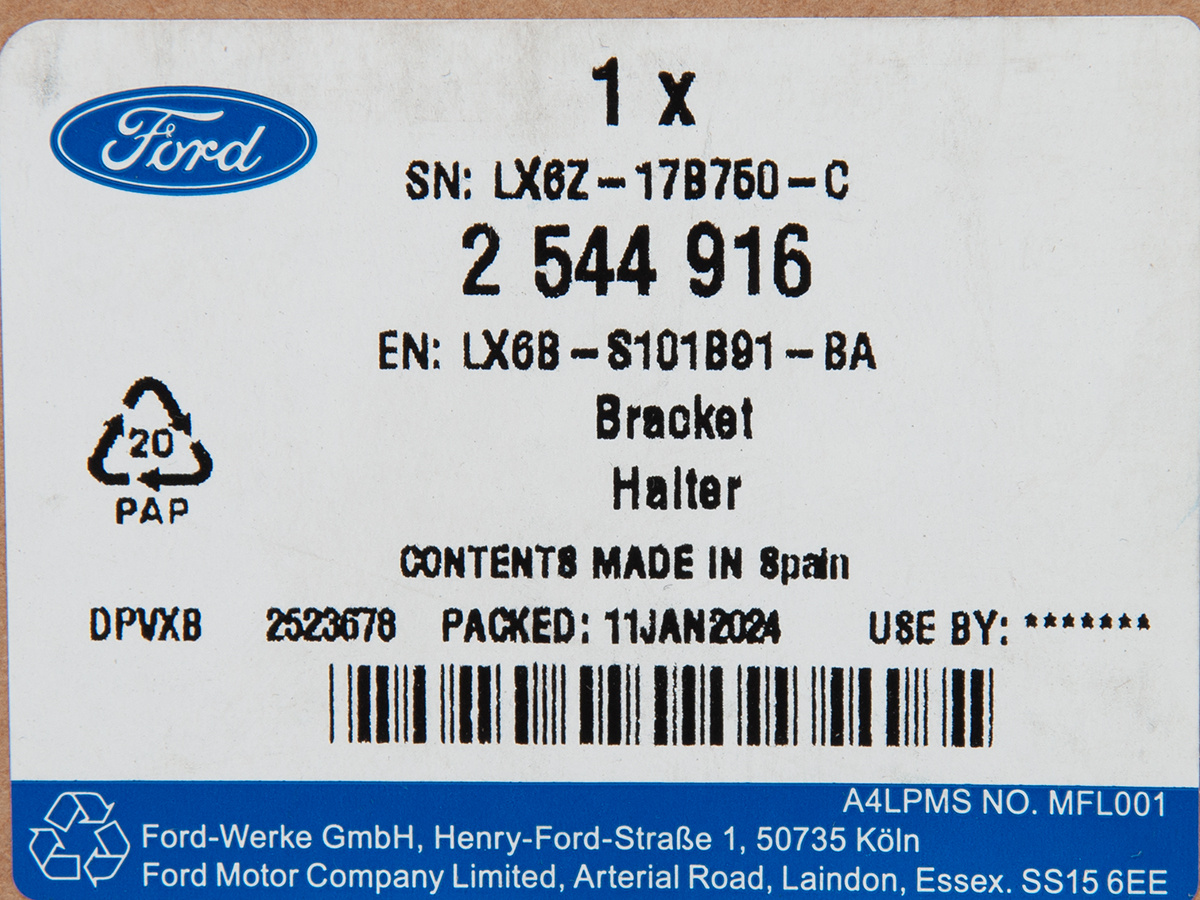 Ford
1 x
SN: LX6Z-17B750-C
2 544 916
EN: LX6B-S101B91-BA
Bracket
Halter
20
PAP
CONTENTS MADE IN Spain
DPVXB 2523678 PACKED: 11JAN2024 USE BY: *******
A4LPMS NO. MFL001
Ford-Werke GmbH, Henry-Ford-Straße 1, 50735 Köln
Ford Motor Company Limited, Arterial Road, Laindon, Essex. SS15 6EE